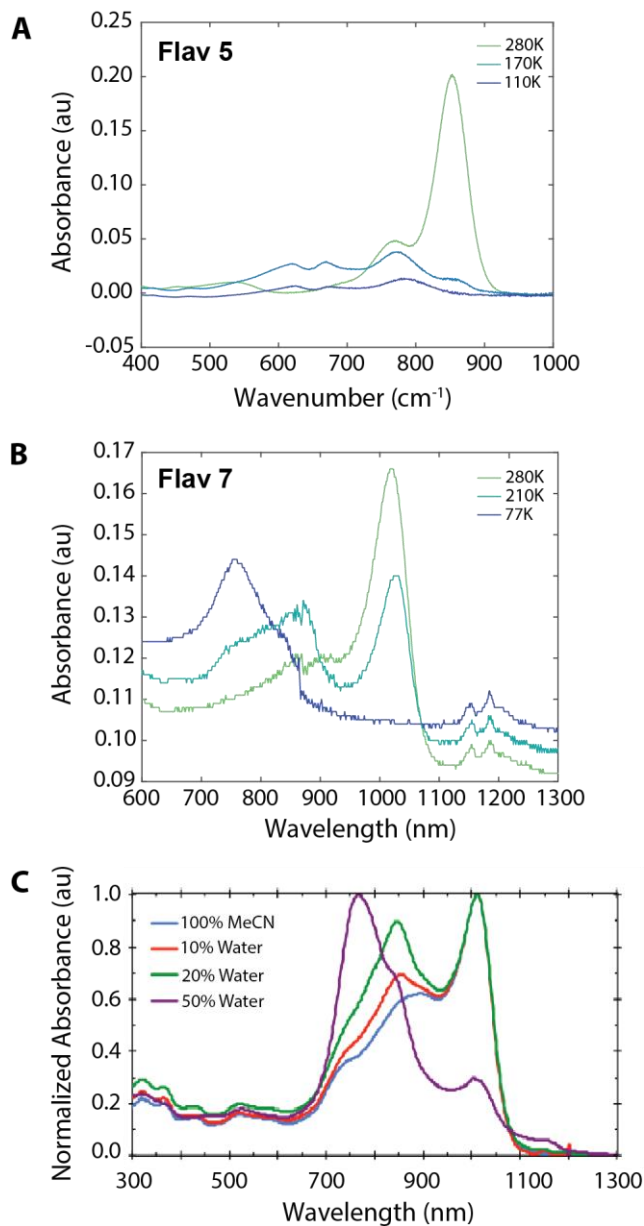 A
Flav 5
280K
170K
110K
Absorbance (au)
0.25
0.20
0.15
0.10
0.05
0.00
-0.05
400 500 600 700 800 900 1000
Wavenumber (cm-1)
B
Flav 7
280K
210K
77K
Absorbance (au)
0.17
0.16
0.15
0.14
0.13
0.12
0.11
0.10
0.09
600 700 800 900 1000 1100 1200 1300
Wavelength (nm)
C
100% MeCN
10% Water
20% Water
50% Water
Normalized Absorbance (au)
1.0
0.8
0.6
0.4
0.2
0.0
300 500 700 900 1100 1300
Wavelength (nm)